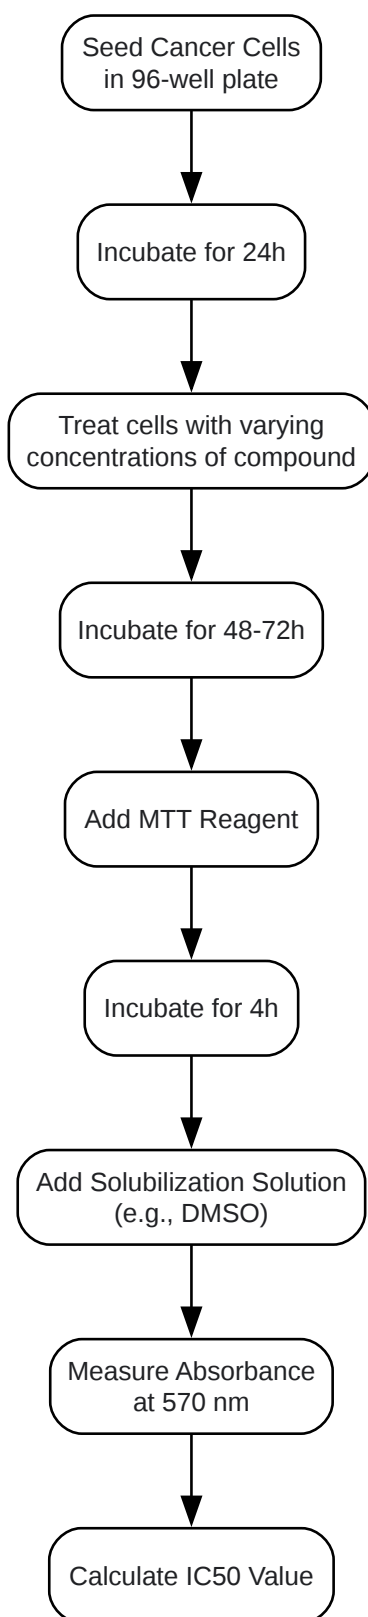 Seed Cancer Cells
in 96-well plate
Incubate for 24h
Treat cells with varying
concentrations of compound
Incubate for 48-72h
Add MTT Reagent
Incubate for 4h
Add Solubilization Solution
(e.g., DMSO)
Measure Absorbance
at 570 nm
Calculate IC50 Value